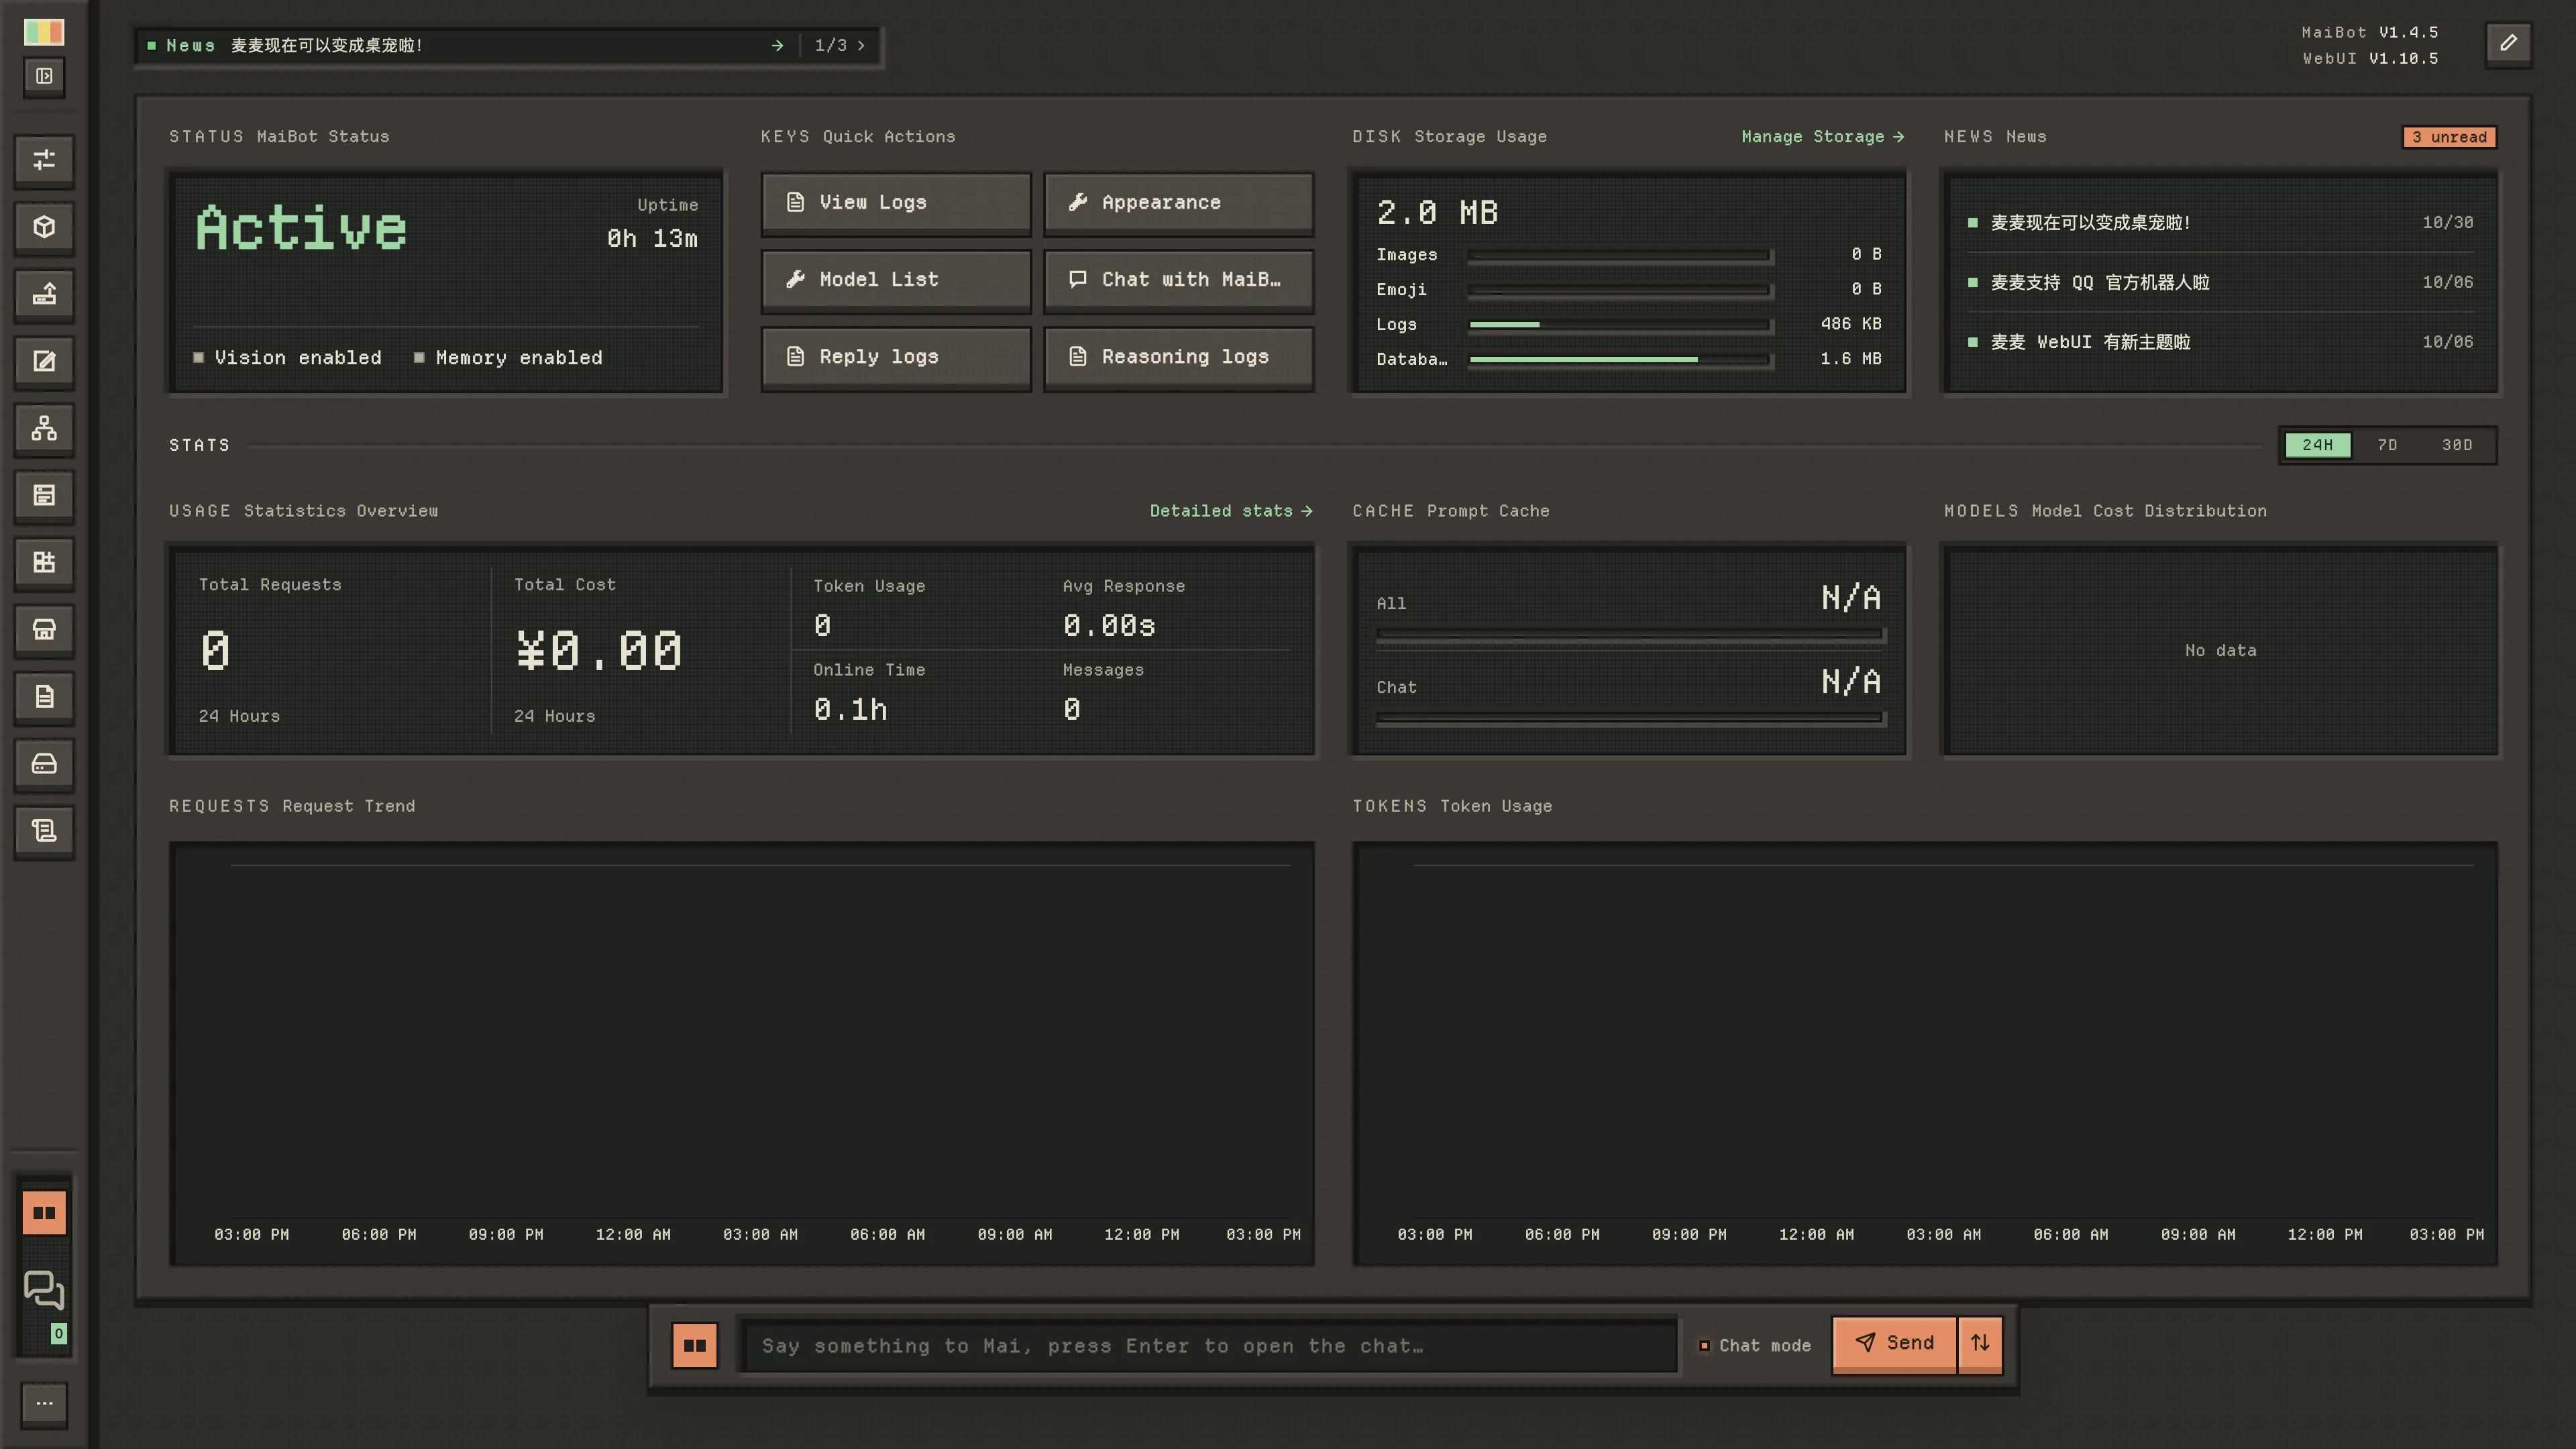 News 麦麦现在可以变成桌宠啦!
1/3
MaiBot V1.4.5
WebUI V1.10.5
STATUS MaiBot Status
Active
Uptime
0h 13m
Vision enabled
Memory enabled
KEYS Quick Actions
View Logs
Appearance
Model List
Chat with MaiB…
Reply logs
Reasoning logs
DISK Storage Usage
Manage Storage
2.0 MB
Images 0 B
Emoji 0 B
Logs 486 KB
Databa… 1.6 MB
NEWS News
3 unread
麦麦现在可以变成桌宠啦! 10/30
麦麦支持 QQ 官方机器人啦 10/06
麦麦 WebUI 有新主题啦 10/06
STATS
24H 7D 30D
USAGE Statistics Overview
Detailed stats
Total Requests
0
24 Hours
Total Cost
¥0.00
24 Hours
Token Usage
0
Avg Response
0.00s
Online Time
0.1h
Messages
0
CACHE Prompt Cache
All N/A
Chat N/A
MODELS Model Cost Distribution
No data
REQUESTS Request Trend
03:00 PM 06:00 PM 09:00 PM 12:00 AM 03:00 AM 06:00 AM 09:00 AM 12:00 PM 03:00 PM
TOKENS Token Usage
03:00 PM 06:00 PM 09:00 PM 12:00 AM 03:00 AM 06:00 AM 09:00 AM 12:00 PM 03:00 PM
0
Say something to Mai, press Enter to open the chat…
Chat mode
Send